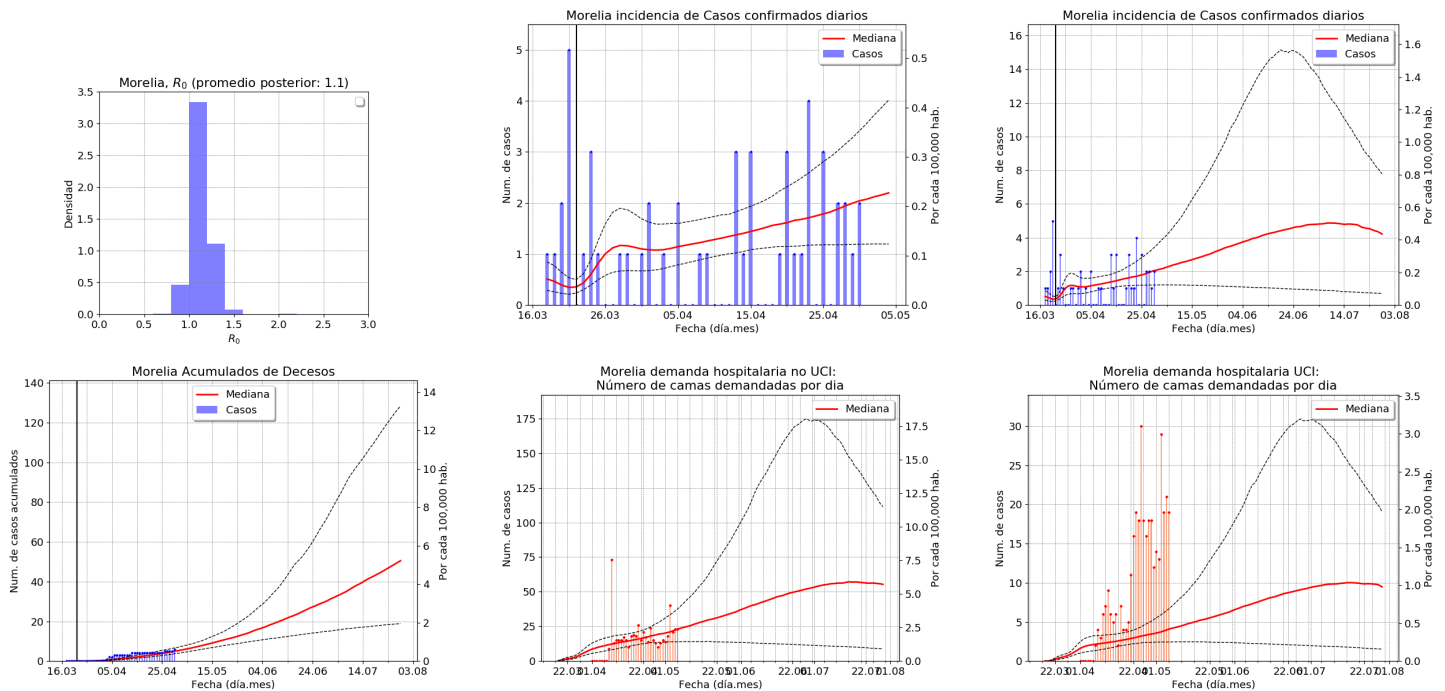 Morelia, R₀ (promedio posterior: 1.1)
3.5
3.0
2.5
2.0
1.5
1.0
0.5
0.0
Densidad
0.0 0.5 1.0 1.5 2.0 2.5 3.0
R₀
Morelia incidencia de Casos confirmados diarios
Mediana
Casos
5
4
3
2
1
0
Num. de casos
0.5
0.4
0.3
0.2
0.1
0.0
Por cada 100,000 hab.
16.03 26.03 05.04 15.04 25.04 05.05
Fecha (día.mes)
Morelia incidencia de Casos confirmados diarios
Mediana
Casos
16
14
12
10
8
6
4
2
0
Num. de casos
1.6
1.4
1.2
1.0
0.8
0.6
0.4
0.2
0.0
Por cada 100,000 hab.
16.03 05.04 25.04 15.05 04.06 24.06 14.07 03.08
Fecha (día.mes)
Morelia Acumulados de Decesos
Mediana
Casos
140
120
100
80
60
40
20
0
Num. de casos acumulados
14
12
10
8
6
4
2
0
Por cada 100,000 hab.
16.03 05.04 25.04 15.05 04.06 24.06 14.07 03.08
Fecha (día.mes)
Morelia demanda hospitalaria no UCI:
Número de camas demandadas por dia
Mediana
175
150
125
100
75
50
25
0
Num. de casos
17.5
15.0
12.5
10.0
7.5
5.0
2.5
0.0
Por cada 100,000 hab.
22.03 01.04 22.04 01.05 22.05 01.06 22.06 01.07 22.07 01.08
Fecha (día.mes)
Morelia demanda hospitalaria UCI:
Número de camas demandadas por dia
Mediana
30
25
20
15
10
5
0
Num. de casos
3.5
3.0
2.5
2.0
1.5
1.0
0.5
0.0
Por cada 100,000 hab.
22.03 01.04 22.04 01.05 22.05 01.06 22.06 01.07 22.07 01.08
Fecha (día.mes)